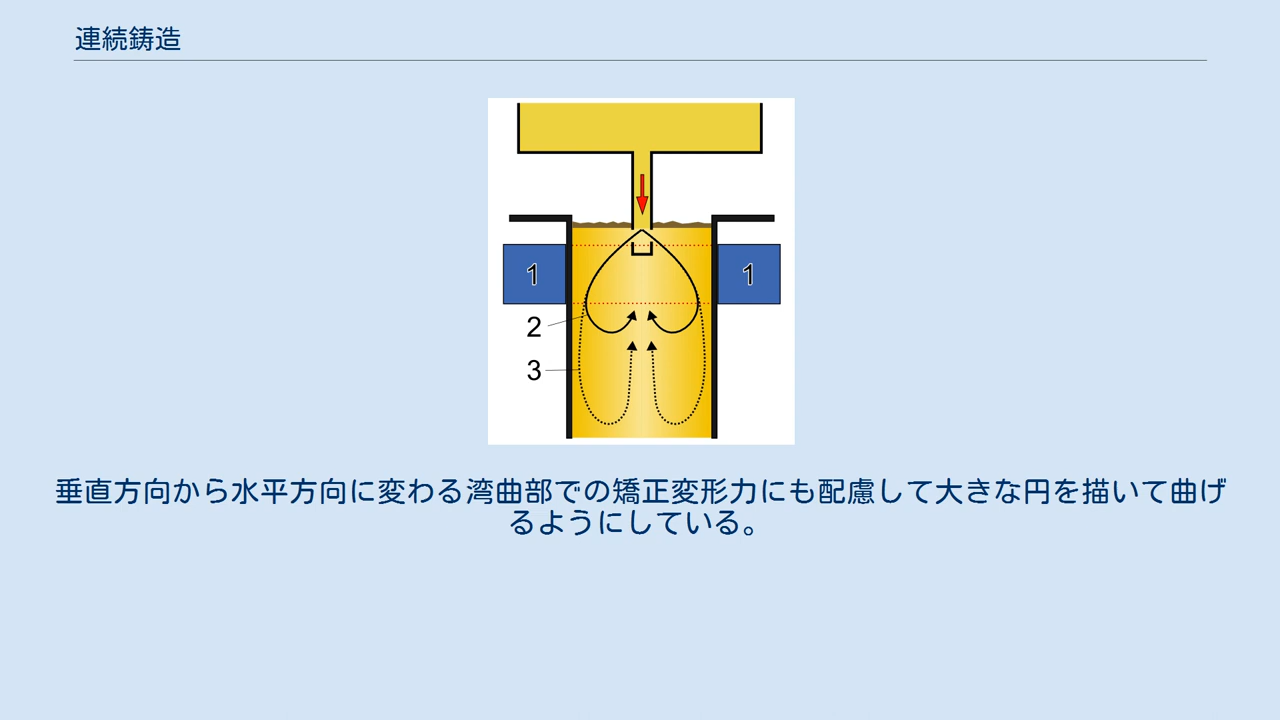 連続鋳造
1
1
2
3
垂直方向から水平方向に変わる湾曲部での矯正変形力にも配慮して大きな円を描いて曲げ
るようにしている。